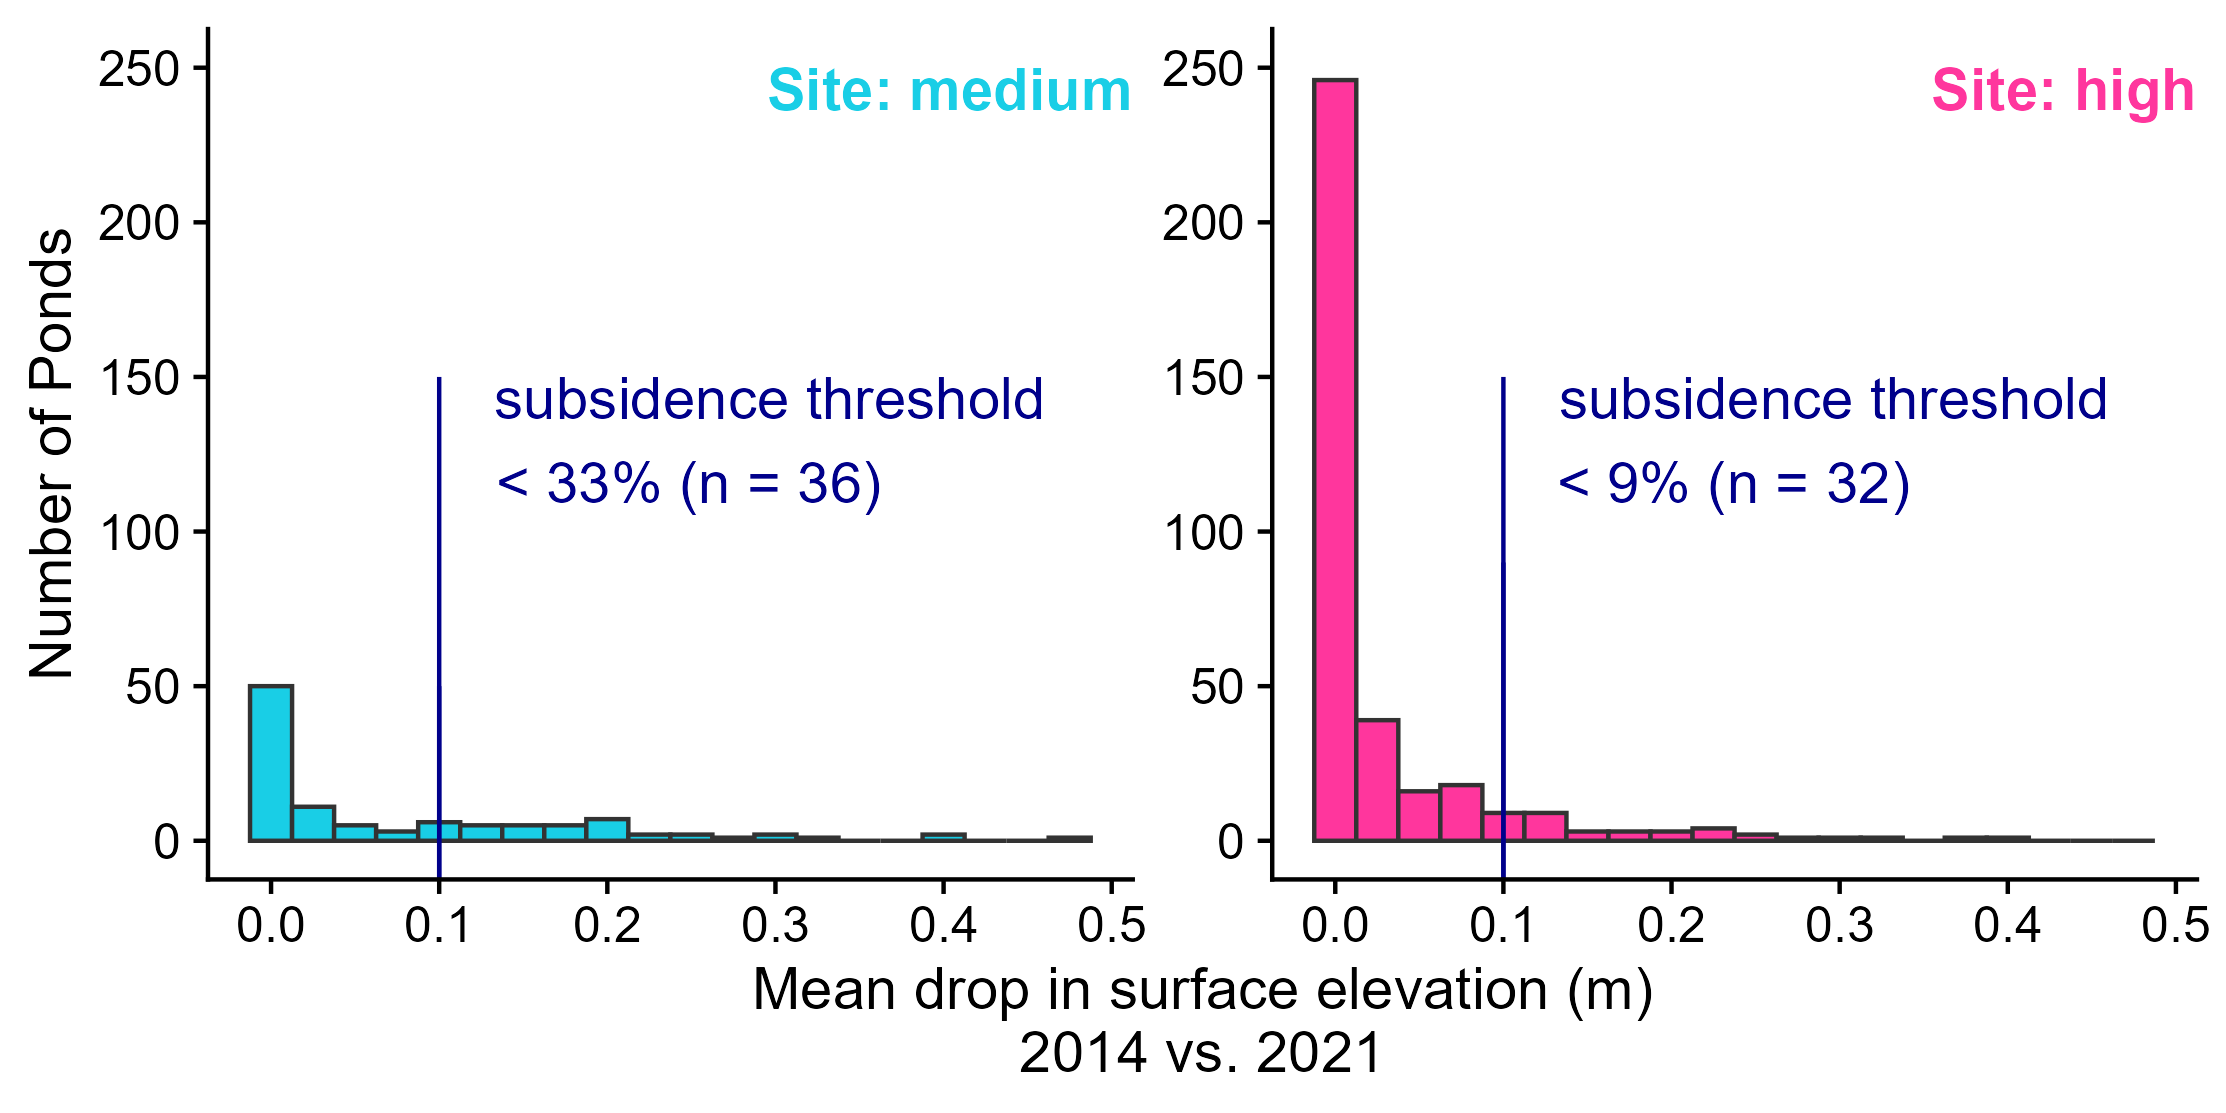 Site: medium
Site: high
250
200
150
100
50
0
Number of Ponds
subsidence threshold
< 33% (n = 36)
0.0 0.1 0.2 0.3 0.4 0.5
250
200
150
100
50
0
subsidence threshold
< 9% (n = 32)
0.0 0.1 0.2 0.3 0.4 0.5
Mean drop in surface elevation (m)
2014 vs. 2021